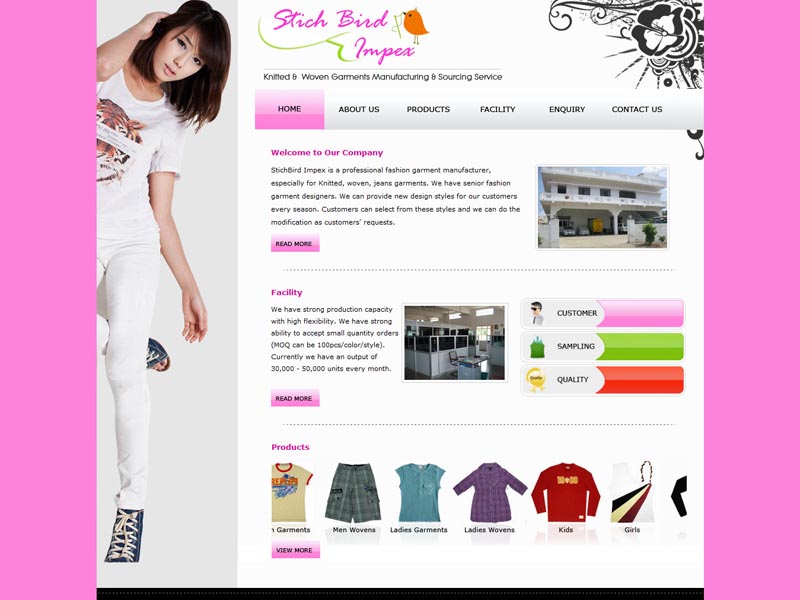 Stich Bird
Impex
Knitted & Woven Garments Manufacturing & Sourcing Service
HOME ABOUT US PRODUCTS FACILITY ENQUIRY CONTACT US
Welcome to Our Company
StichBird Impex is a professional fashion garment manufacturer,
especially for Knitted, woven, jeans garments. We have senior fashion
garment designers. We can provide new design styles for our customers
every season. Customers can select from these styles and we can do the
modification as customers' requests.
READ MORE
Facility
We have strong production capacity
with high flexibility. We have strong
ability to accept small quantity orders
(MOQ can be 100pcs/color/style).
Currently we have an output of
30,000 - 50,000 units every month.
READ MORE
CUSTOMER
SAMPLING
Quality
QUALITY
Products
n Garments Men Wovens Ladies Garments Ladies Wovens Kids Girls
VIEW MORE